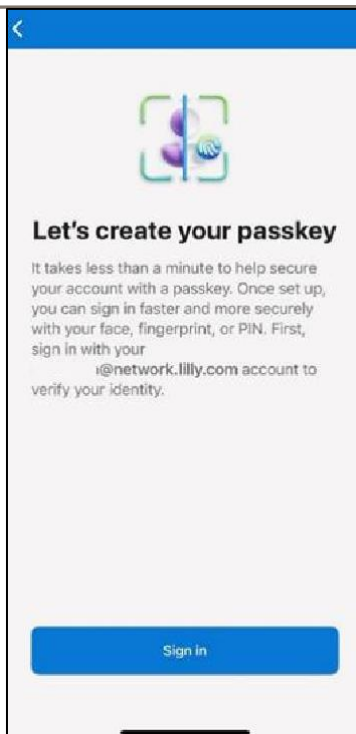 Let's create your passkey
It takes less than a minute to help secure
your account with a passkey. Once set up,
you can sign in faster and more securely
with your face, fingerprint, or PIN. First,
sign in with your
@network.lilly.com account to
verify your identity.
Sign in